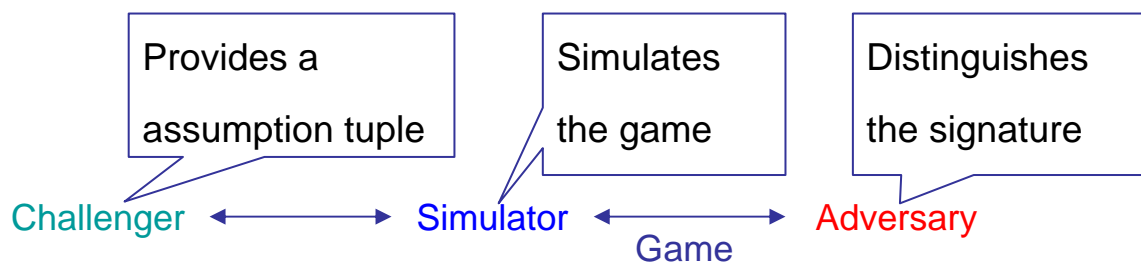 Provides a
assumption tuple
Simulates
the game
Distinguishes
the signature
Challenger
Simulator
Adversary
Game